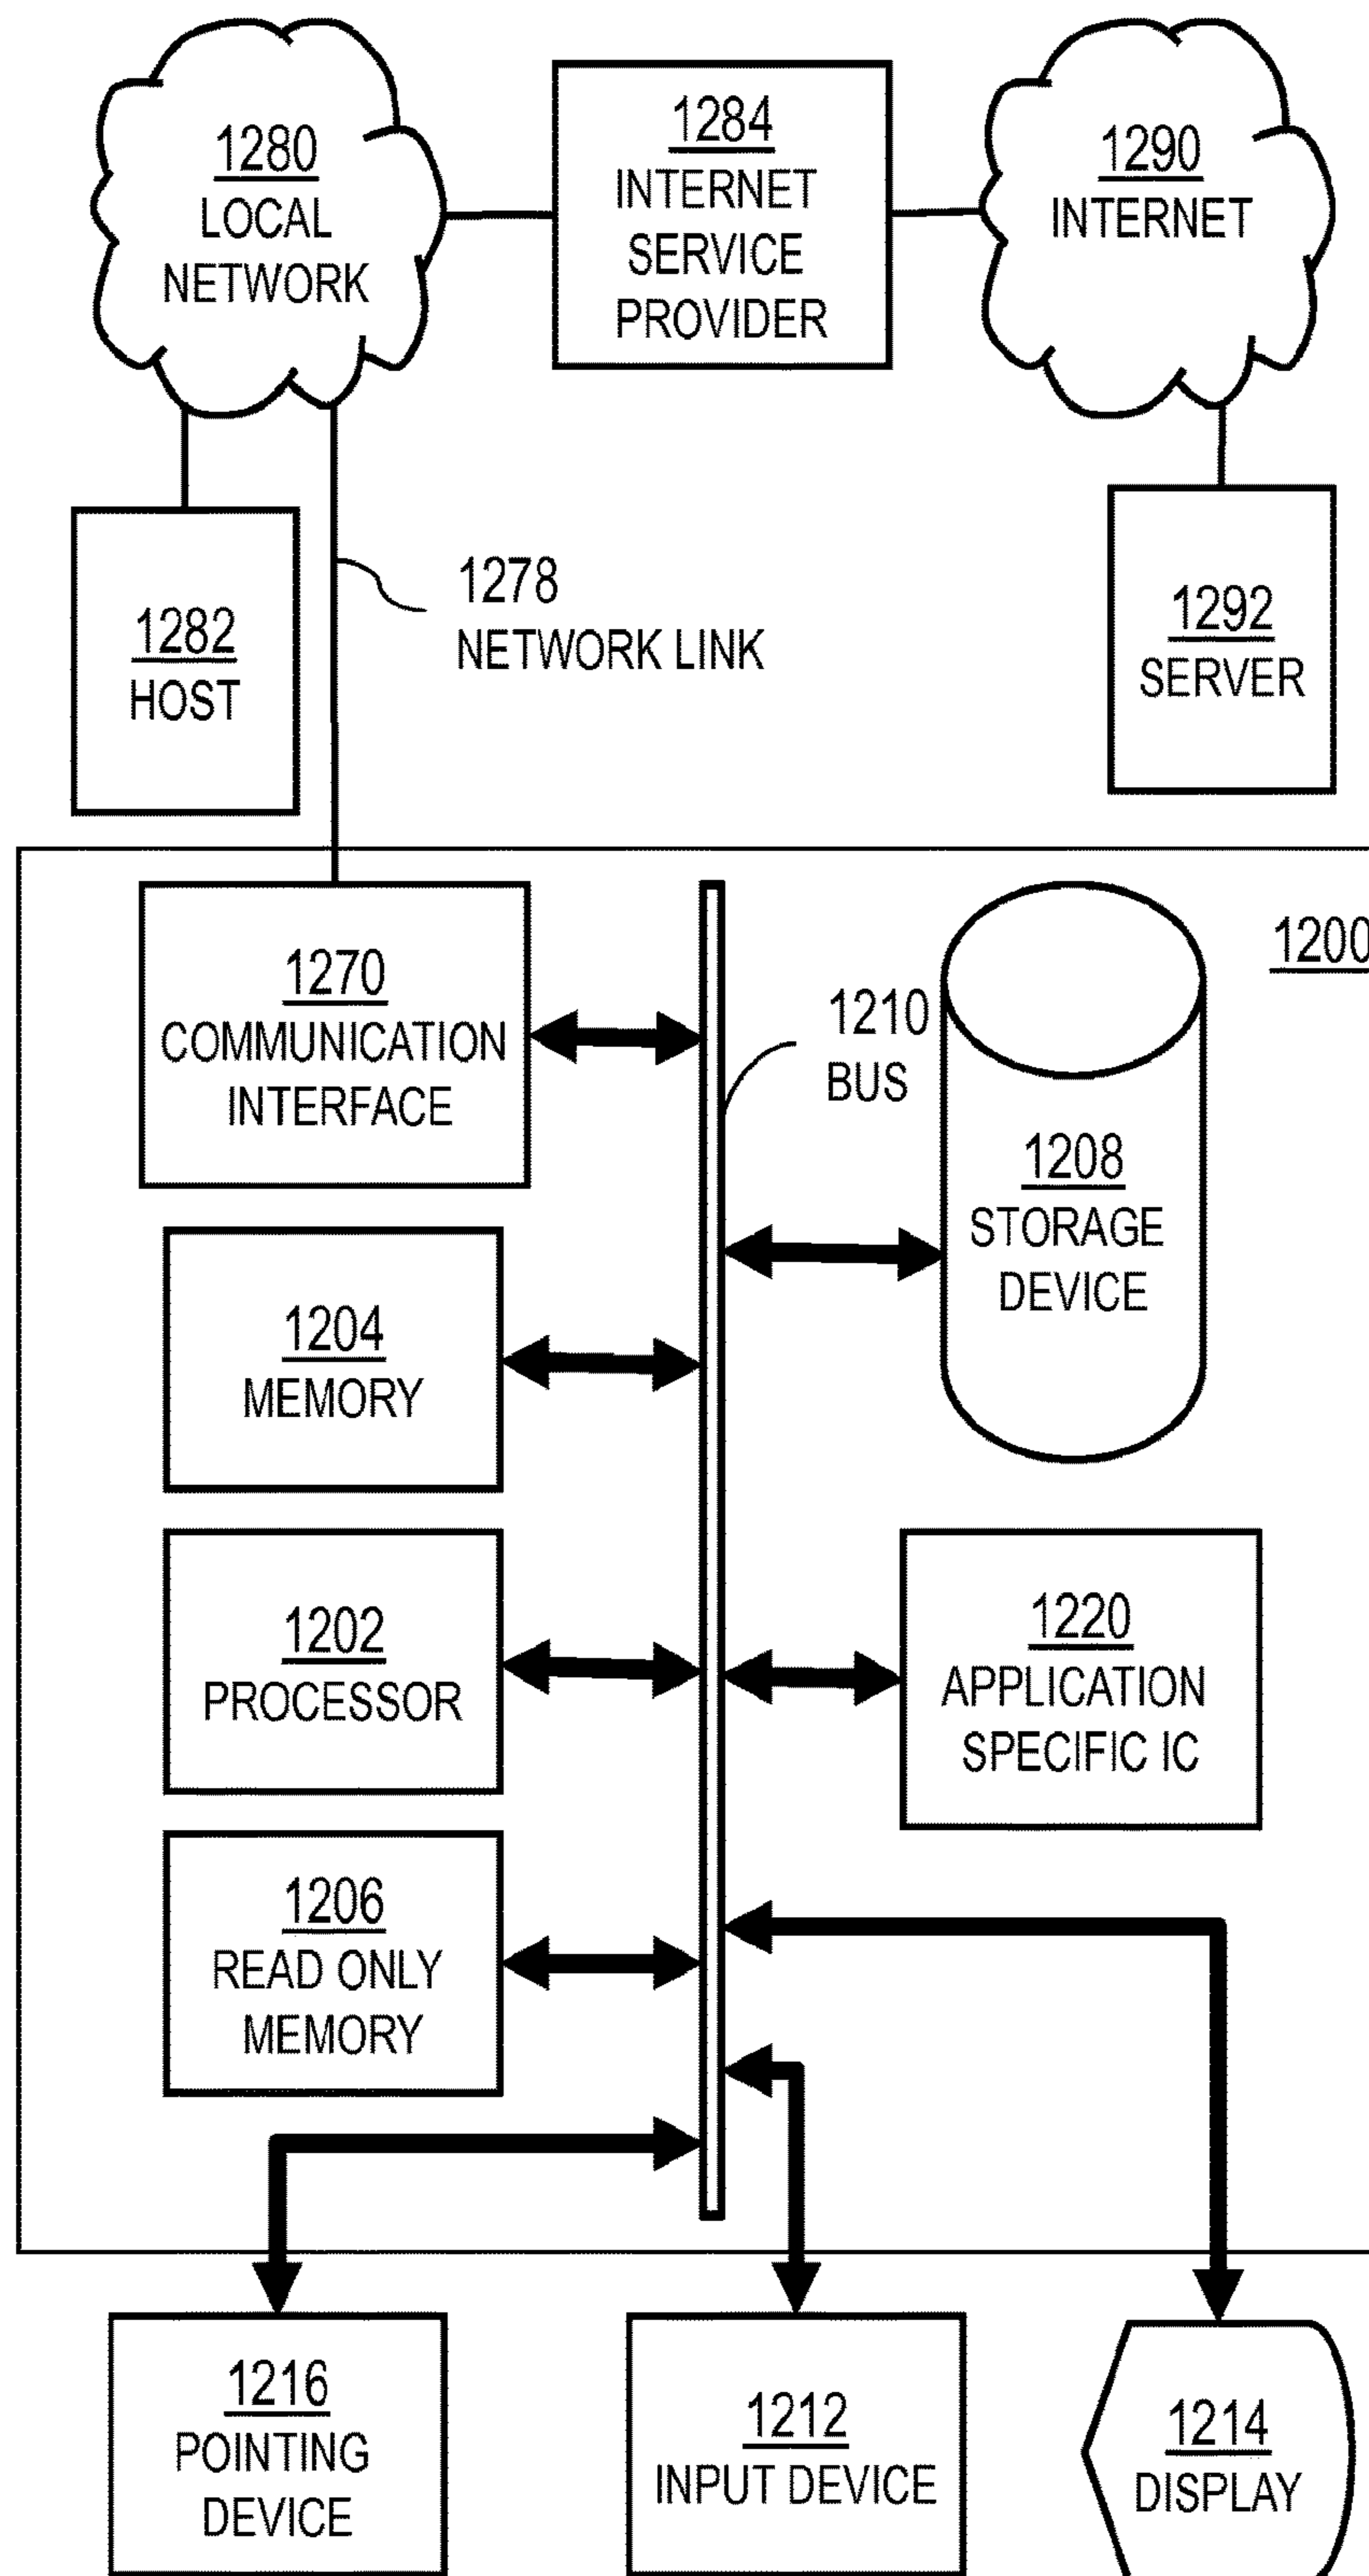 1280
LOCAL
NETWORK
1284
INTERNET
SERVICE
PROVIDER
1290
INTERNET
1282
HOST
1278
NETWORK LINK
1292
SERVER
1200
1270
COMMUNICATION
INTERFACE
1210
BUS
1208
STORAGE
DEVICE
1204
MEMORY
1202
PROCESSOR
1220
APPLICATION
SPECIFIC IC
1206
READ ONLY
MEMORY
1216
POINTING
DEVICE
1212
INPUT DEVICE
1214
DISPLAY